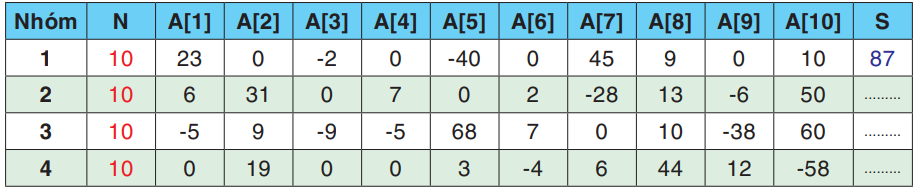 Nhóm N A[1] A[2] A[3] A[4] A[5] A[6] A[7] A[8] A[9] A[10] S
1 10 23 0 -2 0 -40 0 45 9 0 10 87
2 10 6 31 0 7 0 2 -28 13 -6 50 .........
3 10 -5 9 -9 -5 68 7 0 10 -38 60 .........
4 10 0 19 0 0 3 -4 6 44 12 -58 .........